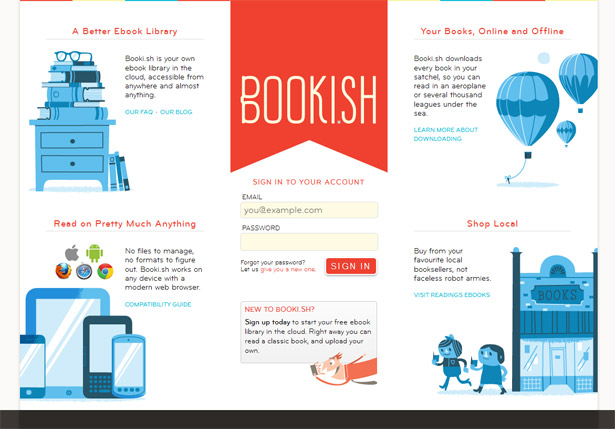 A Better Ebook Library
Booki.sh is your own
ebook library in the
cloud, accessible from
anywhere and almost
anything.
OUR FAQ · OUR BLOG
Read on Pretty Much Anything
No files to manage,
no formats to figure
out. Booki.sh works on
any device with a
modern web browser.
COMPATIBILITY GUIDE
BOOKI.SH
SIGN IN TO YOUR ACCOUNT
EMAIL
you@example.com
PASSWORD
Forgot your password?
Let us give you a new one.
SIGN IN
NEW TO BOOKI.SH?
Sign up today to start your free ebook
library in the cloud. Right away you can
read a classic book, and upload your
own.
Your Books, Online and Offline
Booki.sh downloads
every book in your
satchel, so you can
read in an aeroplane
or several thousand
leagues under the
sea.
LEARN MORE ABOUT
DOWNLOADING
Shop Local
Buy from your
favourite local
booksellers, not
faceless robot armies.
VISIT READINGS EBOOKS
BOOKS